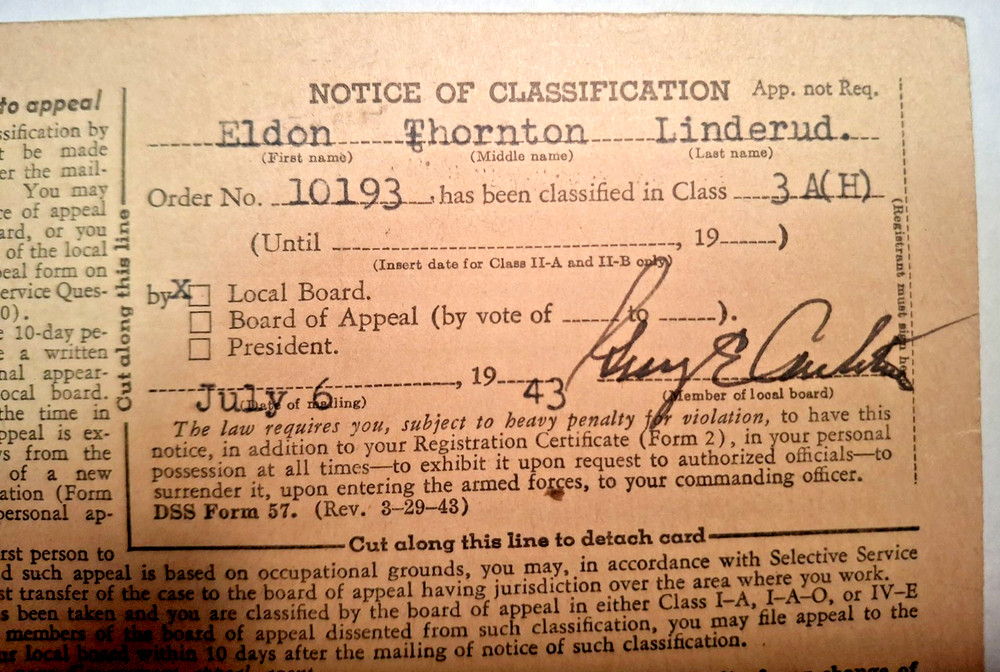 to appeal
ssification by
t be made
er the mail-
You may
ce of appeal
ard, or you
of the local
eal form on
ervice Ques-
0).
e 10-day pe-
e a written
nal appear-
ocal board.
the time in
ppeal is ex-
ys from the
of a new
ation (Form
personal ap-
Cut along this line
NOTICE OF CLASSIFICATION App. not Req.
Eldon Thornton Linderud.
(First name) (Middle name) (Last name)
Order No. 10193, has been classified in Class 3 A(H)
(Until , 19 )
(Insert date for Class II-A and II-B only)
by X Local Board.
Board of Appeal (by vote of to ).
President.
July 6, 19 43
(Date of mailing) (Member of local board)
The law requires you, subject to heavy penalty for violation, to have this
notice, in addition to your Registration Certificate (Form 2), in your personal
possession at all times—to exhibit it upon request to authorized officials—to
surrender it, upon entering the armed forces, to your commanding officer.
DSS Form 57. (Rev. 3-29-43)
(Registrant must sign here)
Cut along this line to detach card
rst person to
d such appeal is based on occupational grounds, you may, in accordance with Selective Service
st transfer of the case to the board of appeal having jurisdiction over the area where you work.
s been taken and you are classified by the board of appeal in either Class I-A, I-A-O, or IV-E
members of the board of appeal dissented from such classification, you may file appeal to the
ur local board within 10 days after the mailing of notice of such classification.
change of